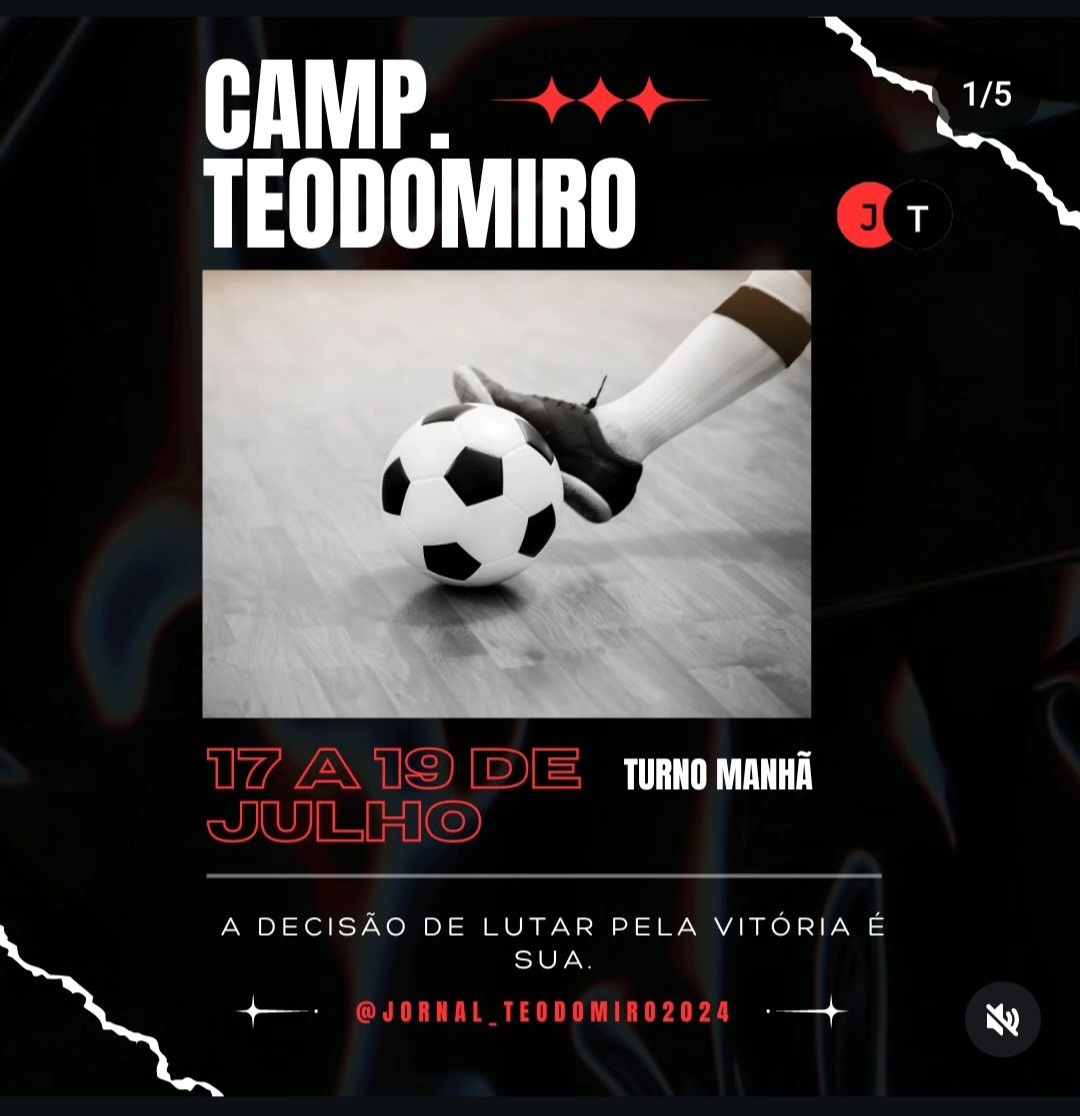 CAMP.
TEODOMIRO
1/5
J T
17 A 19 DE
JULHO
TURNO MANHÃ
A DECISÃO DE LUTAR PELA VITÓRIA É
SUA.
@JORNAL_TEODOMIRO2024